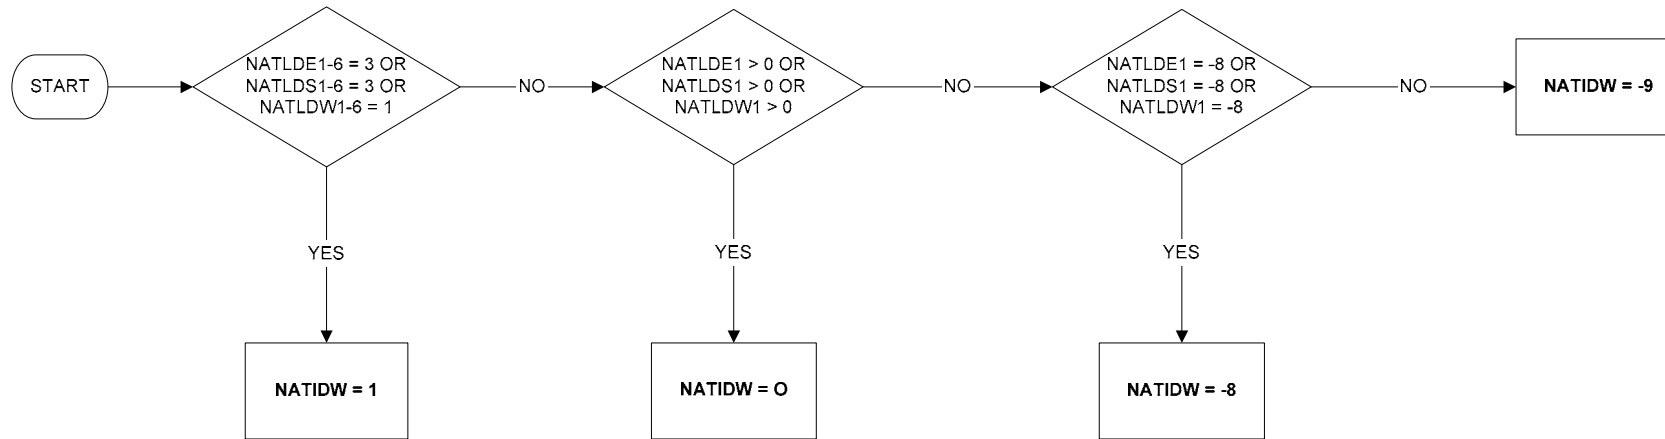 START
NATLDE1-6 = 3 OR
NATLDS1-6 = 3 OR
NATLDW1-6 = 1
NO
NATLDE1 > 0 OR
NATLDS1 > 0 OR
NATLDW1 > 0
NO
NATLDE1 = -8 OR
NATLDS1 = -8 OR
NATLDW1 = -8
NO
NATIDW = -9
YES
YES
YES
NATIDW = 1
NATIDW = O
NATIDW = -8